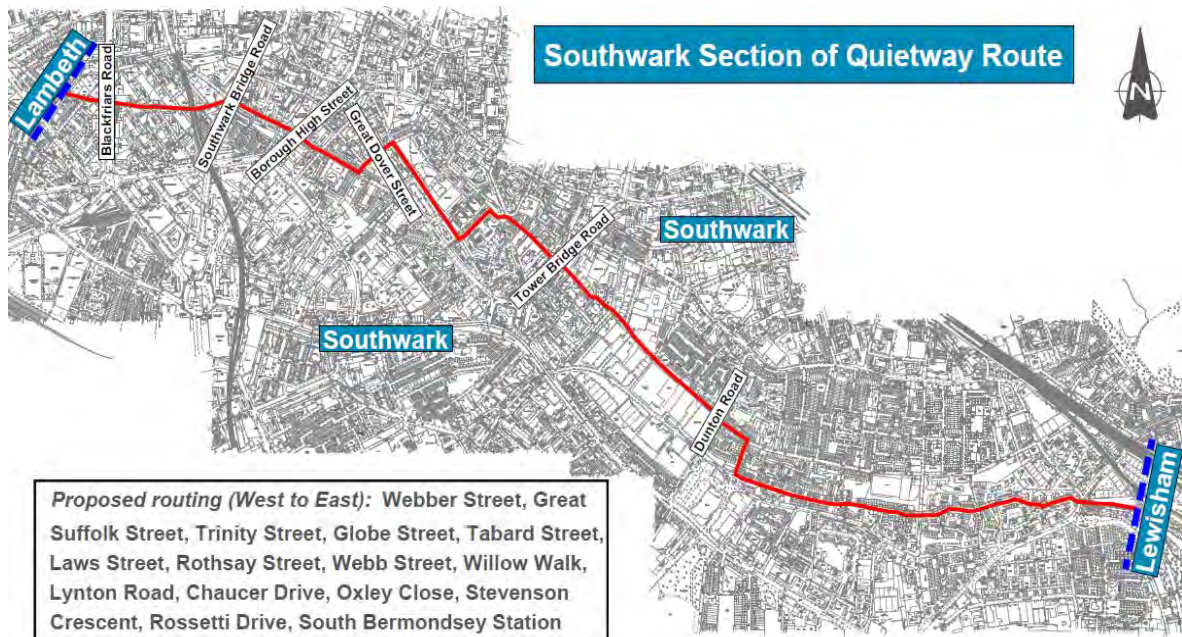 Southwark Section of Quietway Route
N
Lambeth
Blackfriars Road
Southwark Bridge Road
Borough High Street
Great Dover Street
Tower Bridge Road
Southwark
Southwark
Dunton Road
Lewisham
Proposed routing (West to East): Webber Street, Great
Suffolk Street, Trinity Street, Globe Street, Tabard Street,
Laws Street, Rothsay Street, Webb Street, Willow Walk,
Lynton Road, Chaucer Drive, Oxley Close, Stevenson
Crescent, Rossetti Drive, South Bermondsey Station